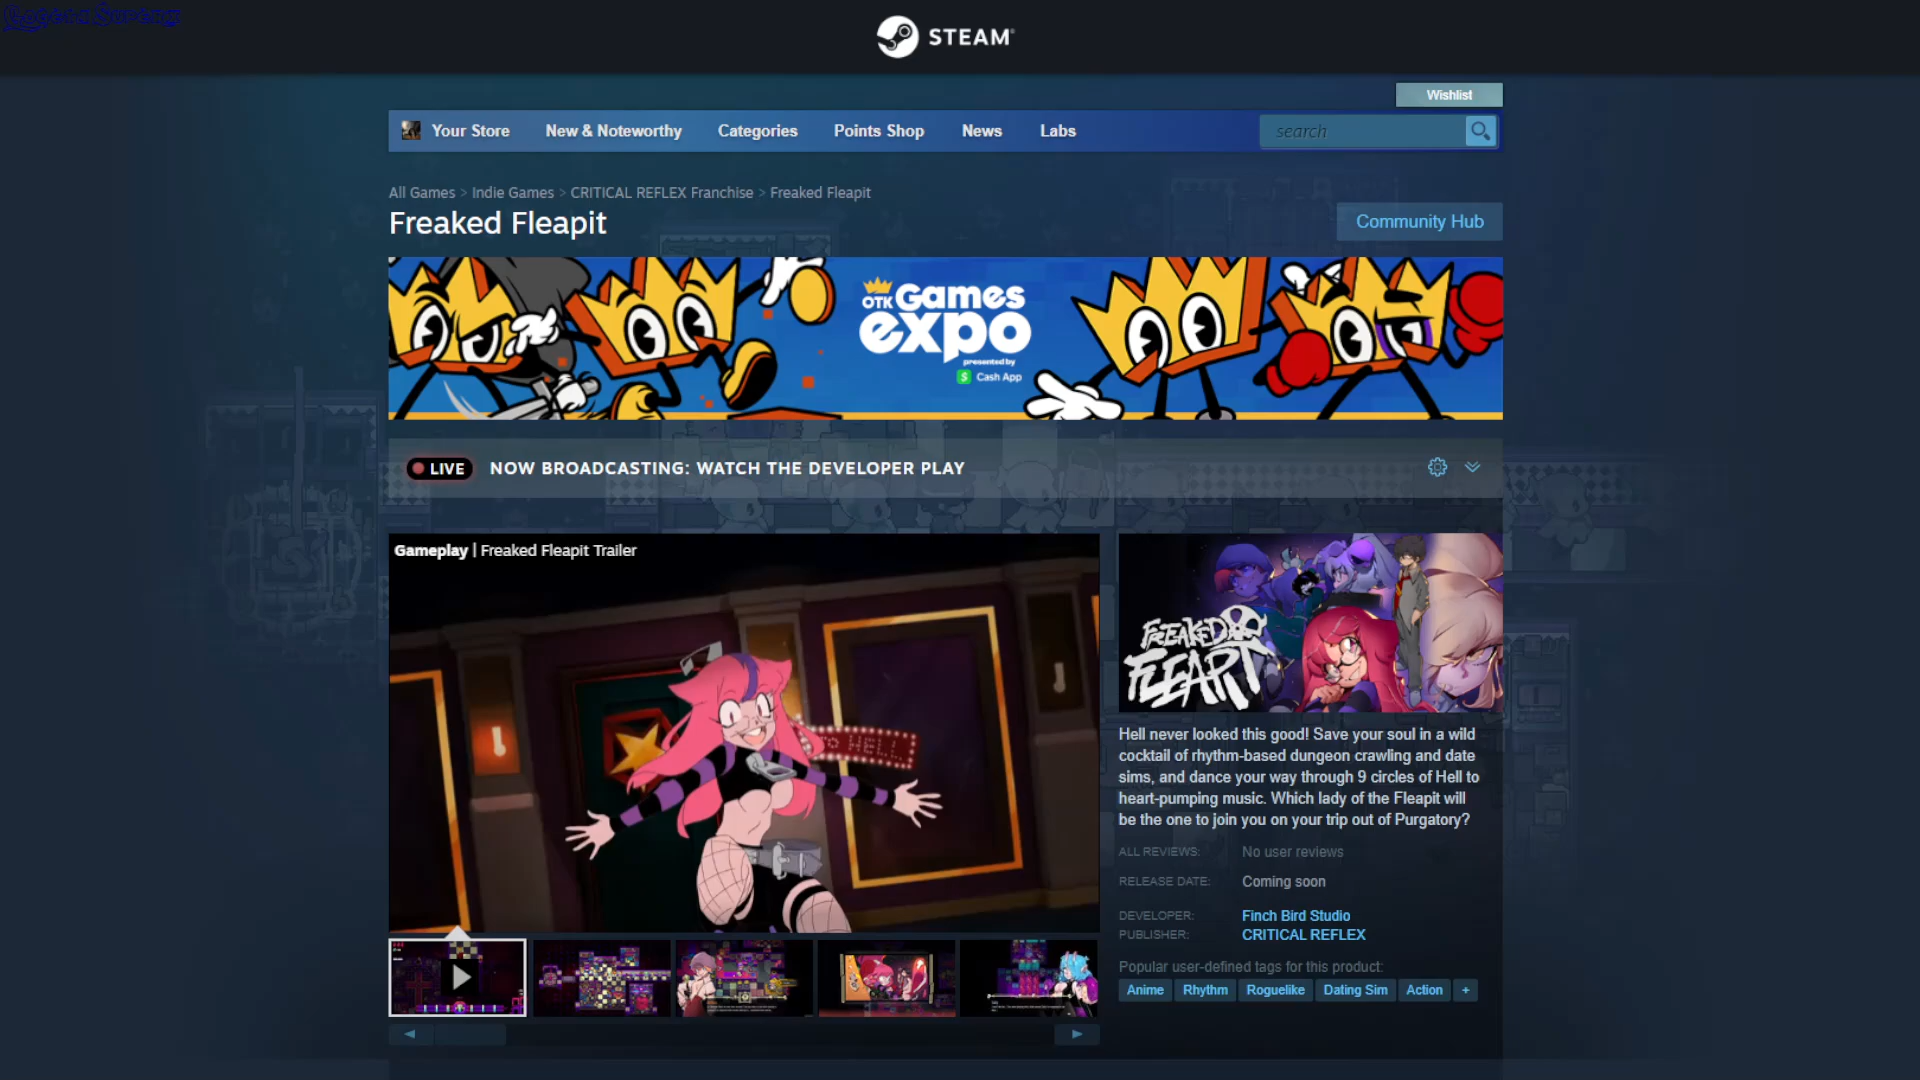 STEAM
Wishlist
Your Store New & Noteworthy Categories Points Shop News Labs search
All Games > Indie Games > CRITICAL REFLEX Franchise > Freaked Fleapit
Freaked Fleapit
Community Hub
OTK Games
expo
presented by
$ Cash App
LIVE NOW BROADCASTING: WATCH THE DEVELOPER PLAY
Gameplay | Freaked Fleapit Trailer
TO HELL
FREAKED
FLEAPIT
Hell never looked this good! Save your soul in a wild
cocktail of rhythm-based dungeon crawling and date
sims, and dance your way through 9 circles of Hell to
heart-pumping music. Which lady of the Fleapit will
be the one to join you on your trip out of Purgatory?
ALL REVIEWS: No user reviews
RELEASE DATE: Coming soon
DEVELOPER: Finch Bird Studio
PUBLISHER: CRITICAL REFLEX
Popular user-defined tags for this product:
Anime Rhythm Roguelike Dating Sim Action +